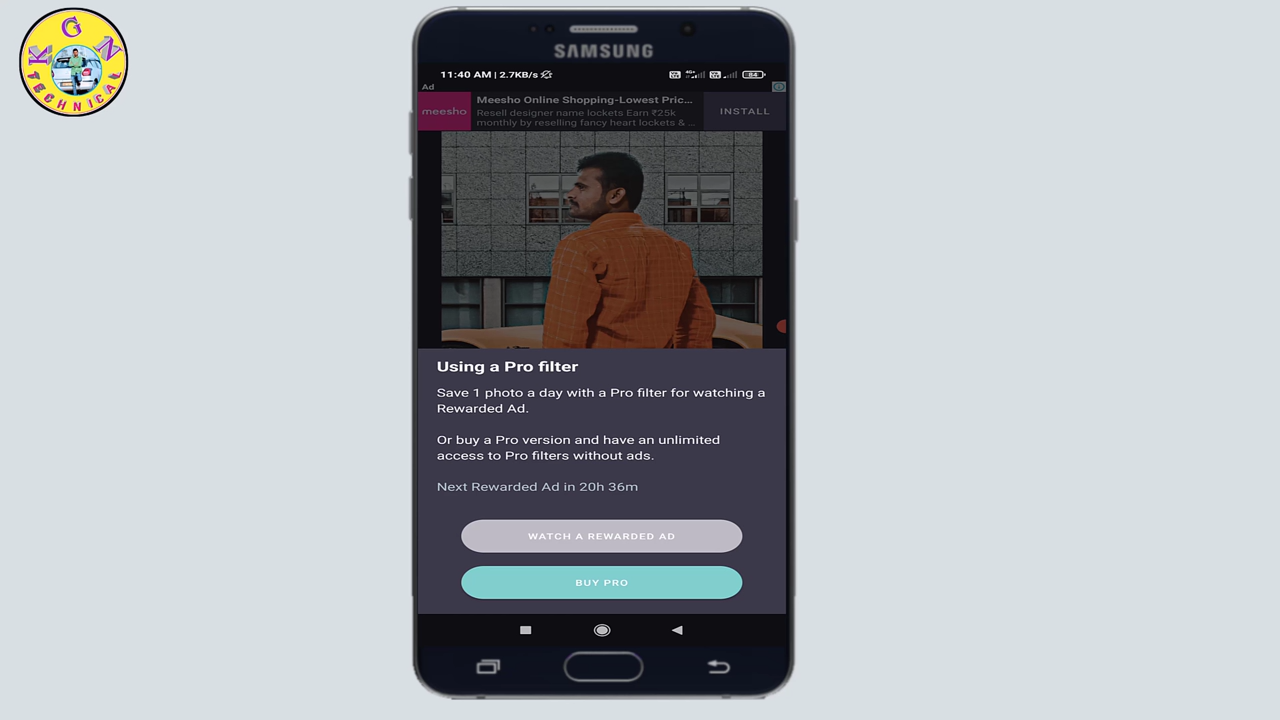 KGN
TECHNICAL
SAMSUNG
11:40 AM | 2.7KB/s
84
Ad
meesho
Meesho Online Shopping-Lowest Pric...
Resell designer name lockets Earn ₹25k
monthly by reselling fancy heart lockets & ...
INSTALL
Using a Pro filter
Save 1 photo a day with a Pro filter for watching a
Rewarded Ad.
Or buy a Pro version and have an unlimited
access to Pro filters without ads.
Next Rewarded Ad in 20h 36m
WATCH A REWARDED AD
BUY PRO